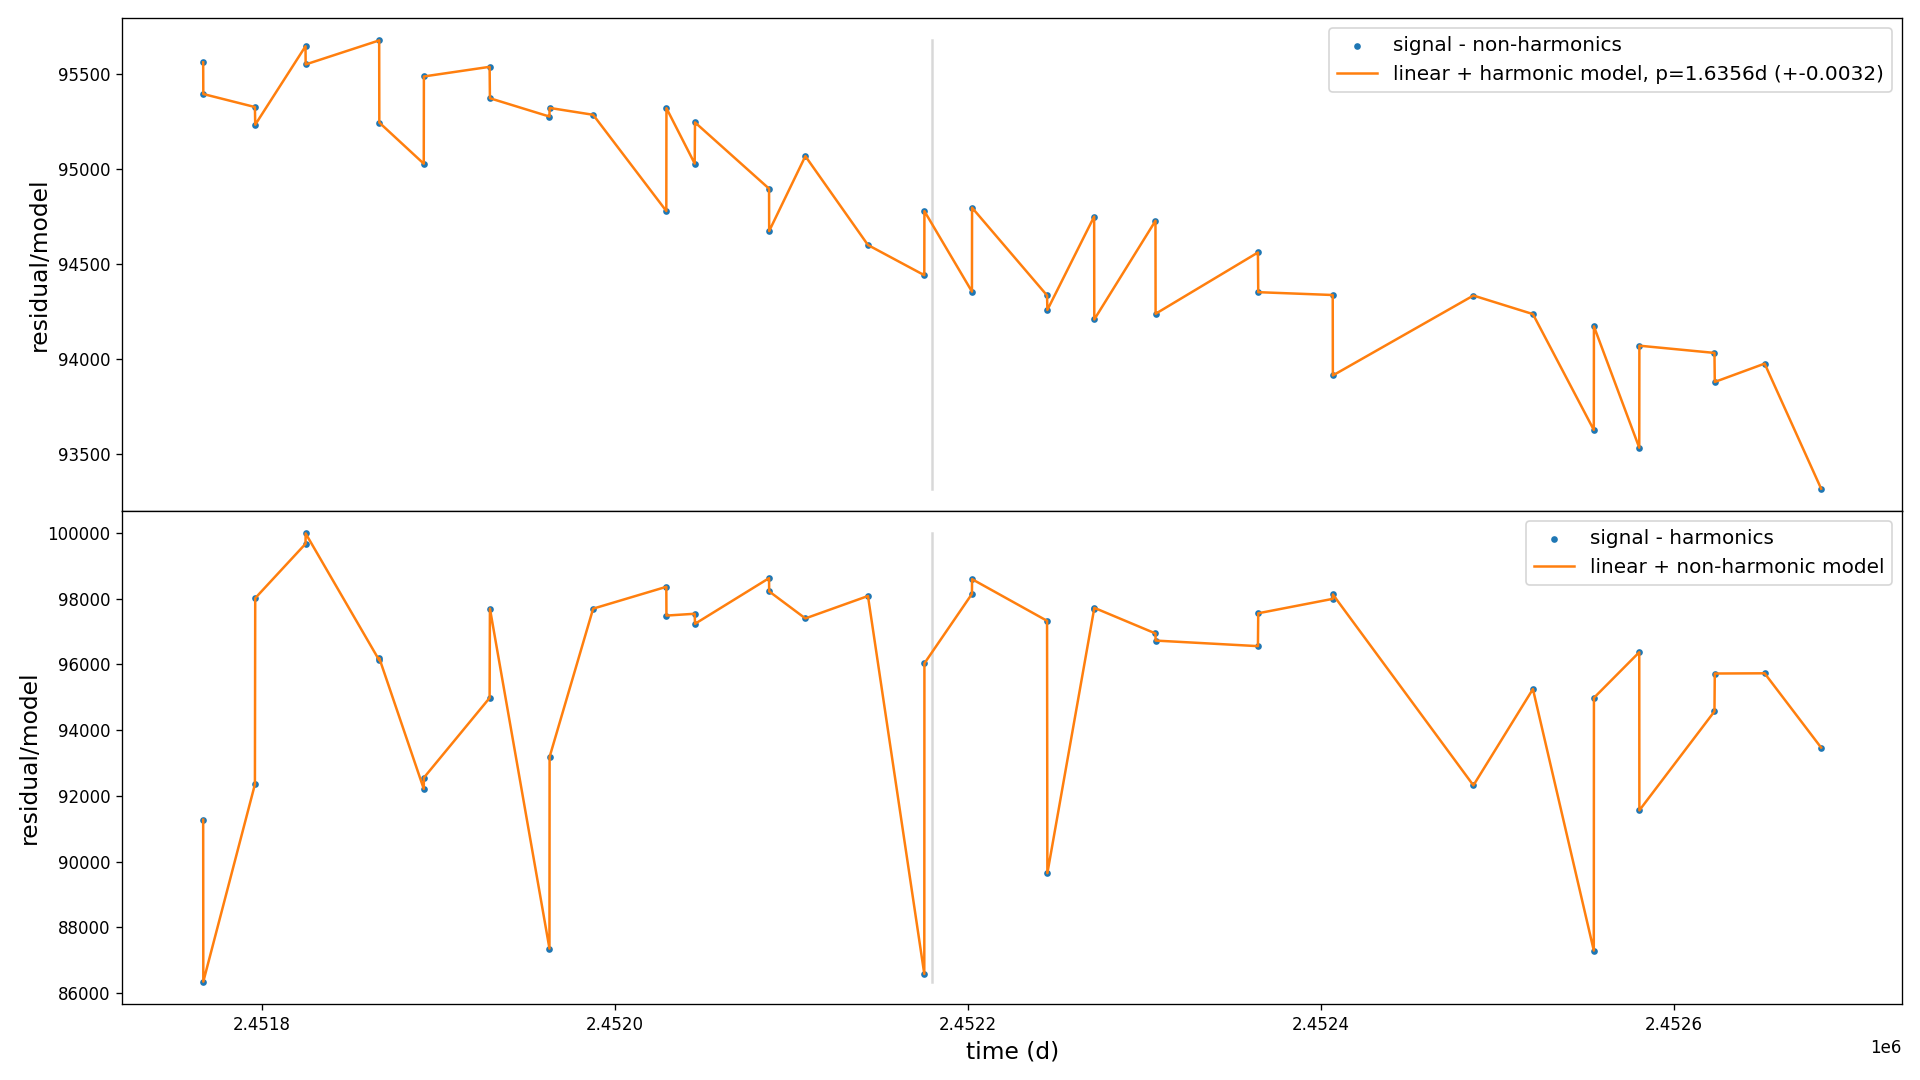 signal - non-harmonics
linear + harmonic model, p=1.6356d (+-0.0032)
residual/model
95500
95000
94500
94000
93500
signal - harmonics
linear + non-harmonic model
residual/model
100000
98000
96000
94000
92000
90000
88000
86000
2.4518
2.4520
2.4522
2.4524
2.4526
time (d)
1e6